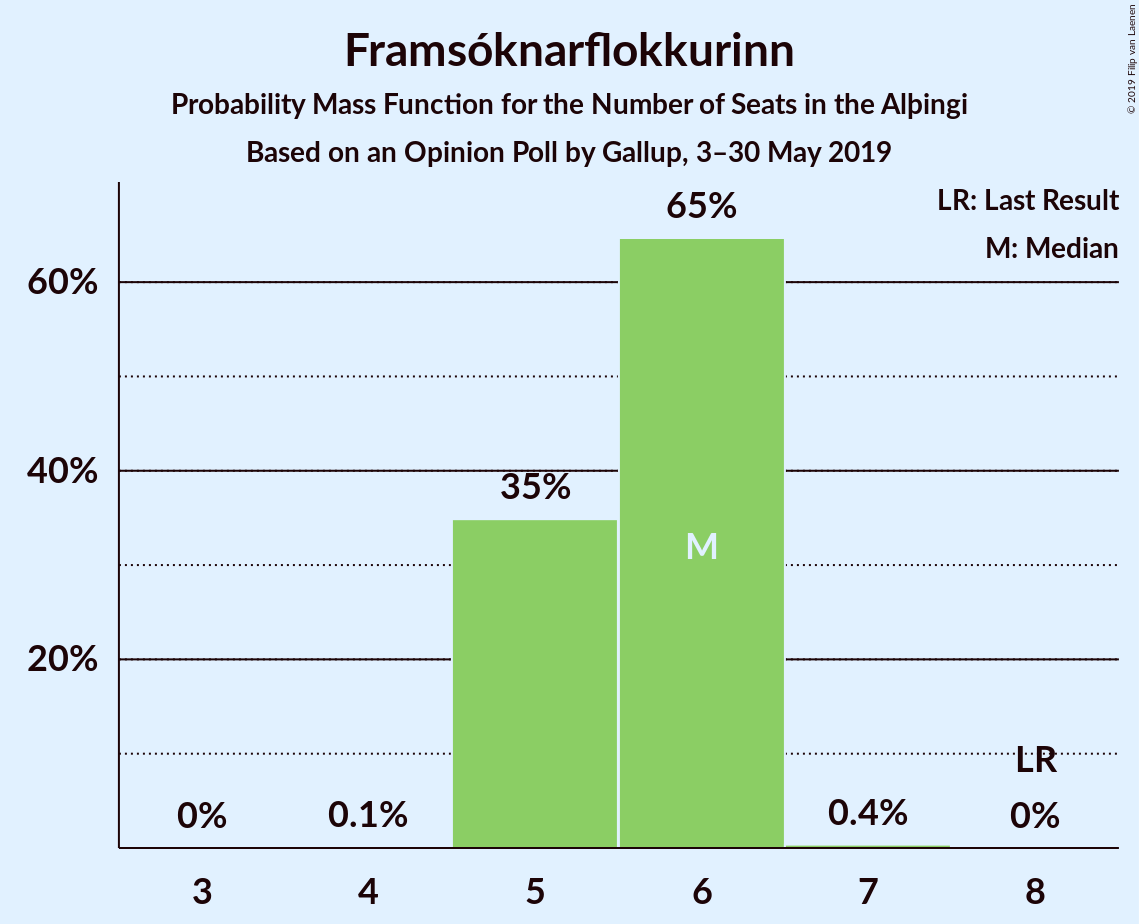 Framsóknarflokkurinn
Probability Mass Function for the Number of Seats in the Alþingi
Based on an Opinion Poll by Gallup, 3–30 May 2019
© 2019 Filip van Laenen
LR: Last Result
M: Median
65%
60%
40%
35%
M
20%
LR
0%
0.1%
0.4%
0%
3
4
5
6
7
8